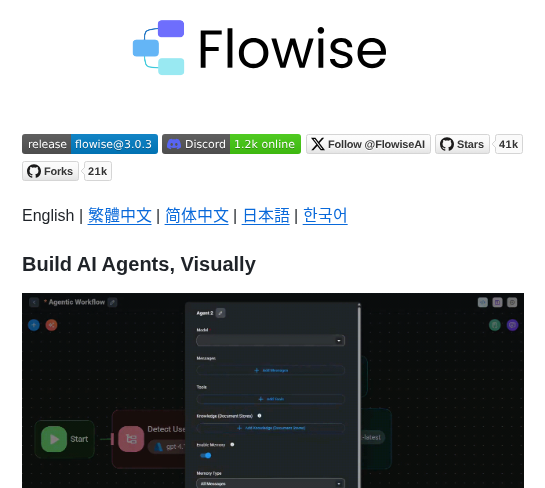 Flowise
release flowise@3.0.3 Discord 1.2k online Follow @FlowiseAI Stars 41k
Forks 21k
English | 繁體中文 | 简体中文 | 日本語 | 한국어
Build AI Agents, Visually
* Agentic Workflow
Agent 2
Model
Messages
+ Add Messages
Tools
+ Add Tools
Knowledge (Document Stores)
+ Add Knowledge (Document Stores)
Start
Detect Use
gpt-4.
-latest
Enable Memory
Memory Type
All Messages